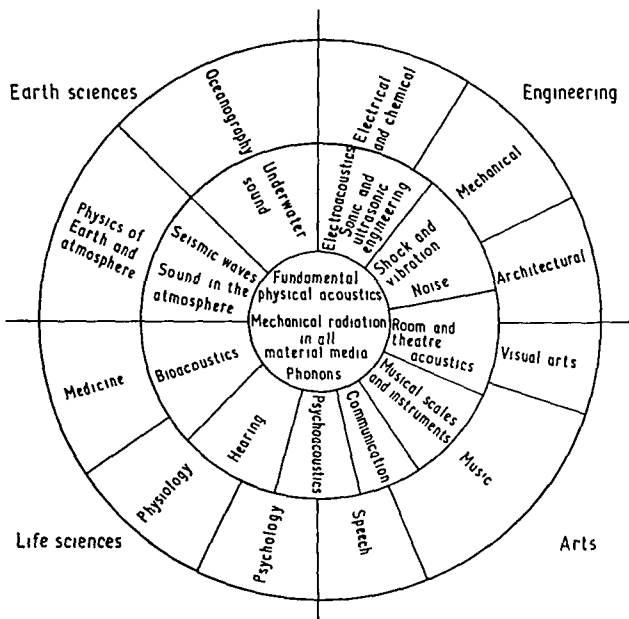 Earth sciences
Engineering
Oceanography
Electrical
and chemical
Mechanical
Architectural
Visual arts
Music
Speech
Psychology
Physiology
Medicine
Physics of
Earth and
atmosphere
Underwater
sound
Electroacoustics
Sonic and
ultrasonic
engineering
Shock and
vibration
Noise
Room and
theatre
acoustics
Musical scales
and instruments
Communication
Psychoacoustics
Hearing
Bioacoustics
Seismic waves
Sound in the
atmosphere
Fundamental
physical acoustics
Mechanical radiation
in all
material media
Phonons
Life sciences
Arts